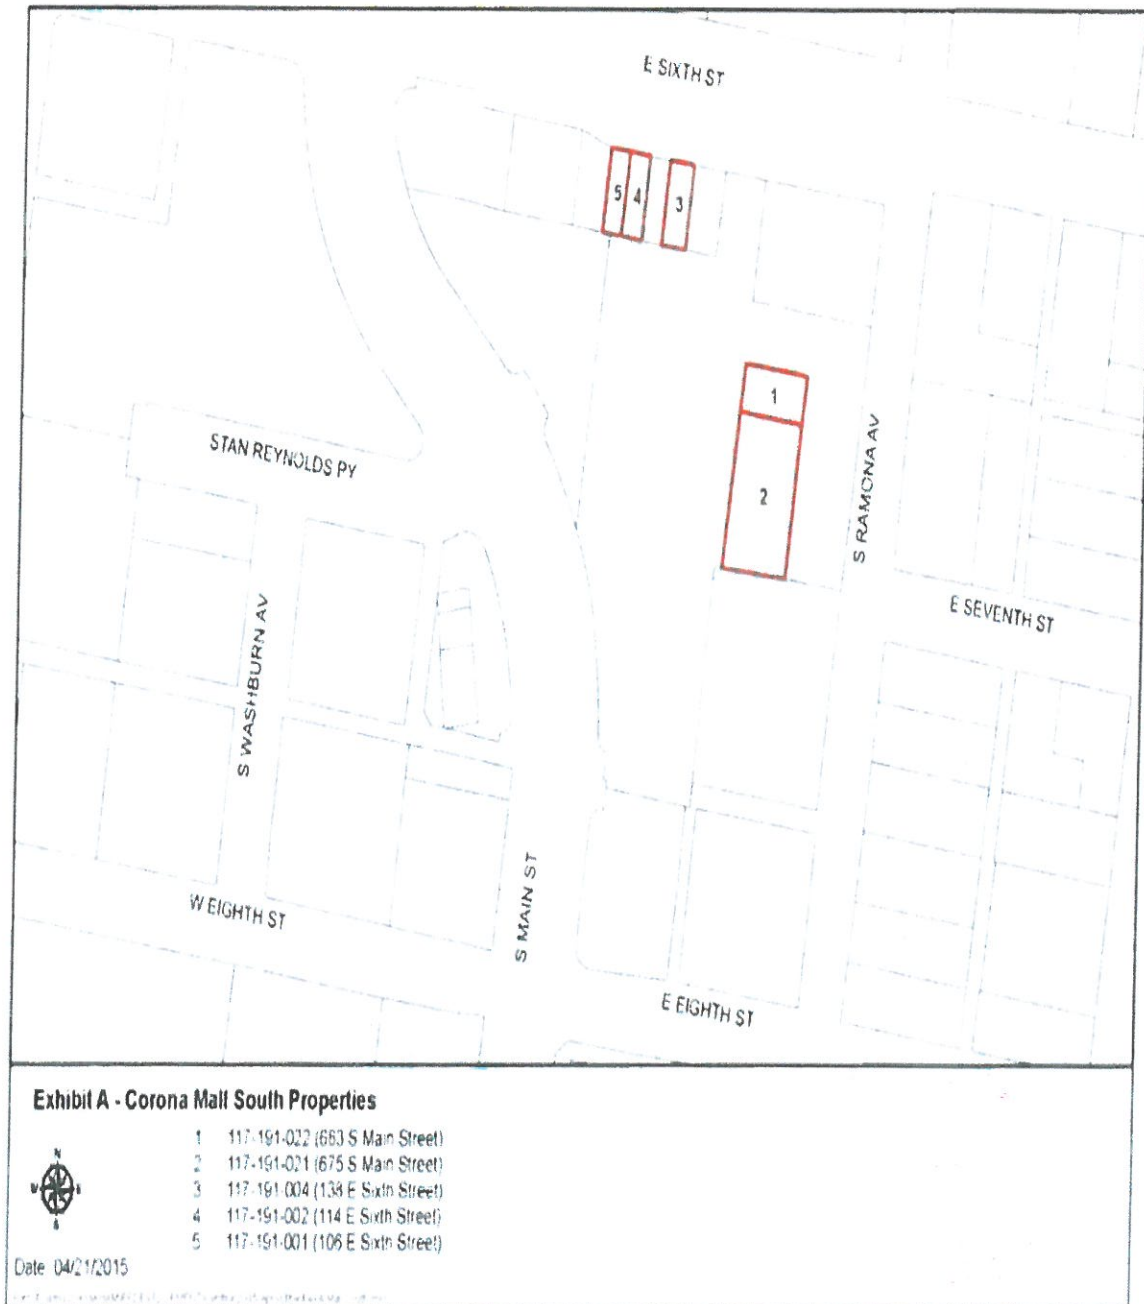 E SIXTH ST
5
4
3
1
2
STAN REYNOLDS PY
S RAMONA AV
E SEVENTH ST
S WASHBURN AV
W EIGHTH ST
S MAIN ST
E EIGHTH ST
Exhibit A - Corona Mall South Properties
1 117-191-022 (663 S Main Street)
2 117-191-021 (675 S Main Street)
3 117-191-004 (138 E Sixth Street)
4 117-191-002 (114 E Sixth Street)
5 117-191-001 (106 E Sixth Street)
N
W
Date: 04/21/2015